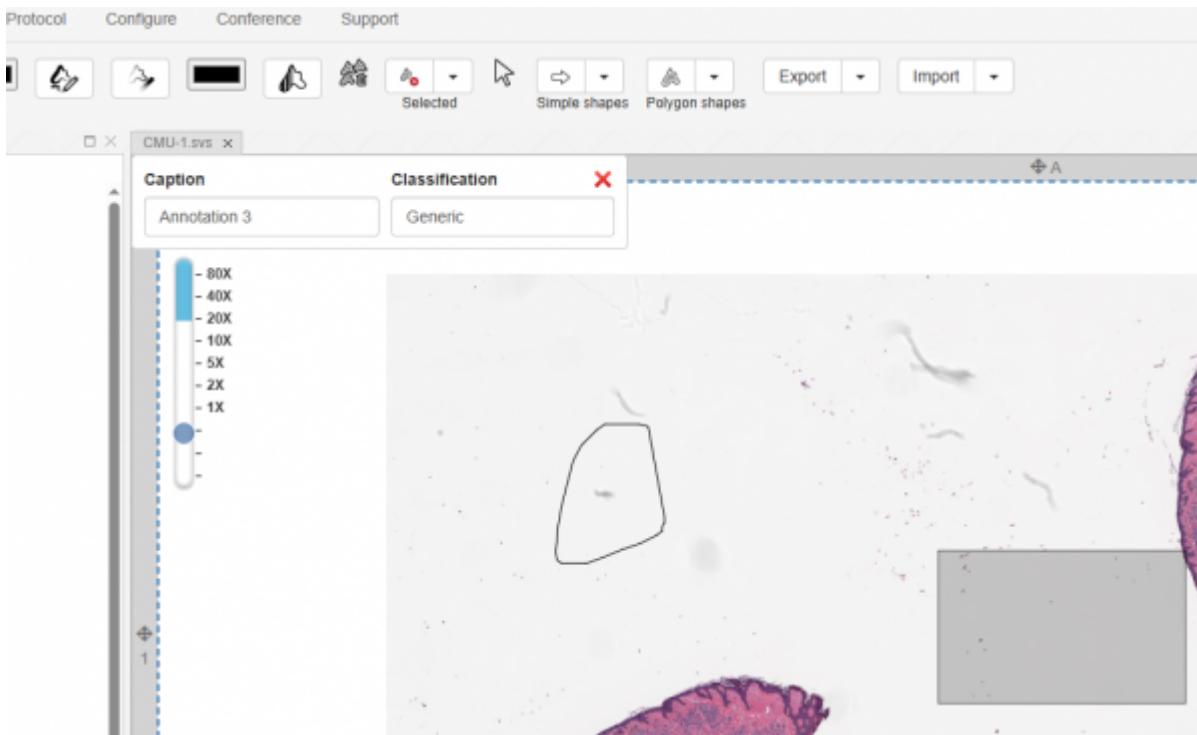 Protocol Configure Conference Support
Selected Simple shapes Polygon shapes Export Import
CMU-1.svs x
A
Caption Classification
Annotation 3 Generic
- 80X
- 40X
- 20X
- 10X
- 5X
- 2X
- 1X
1